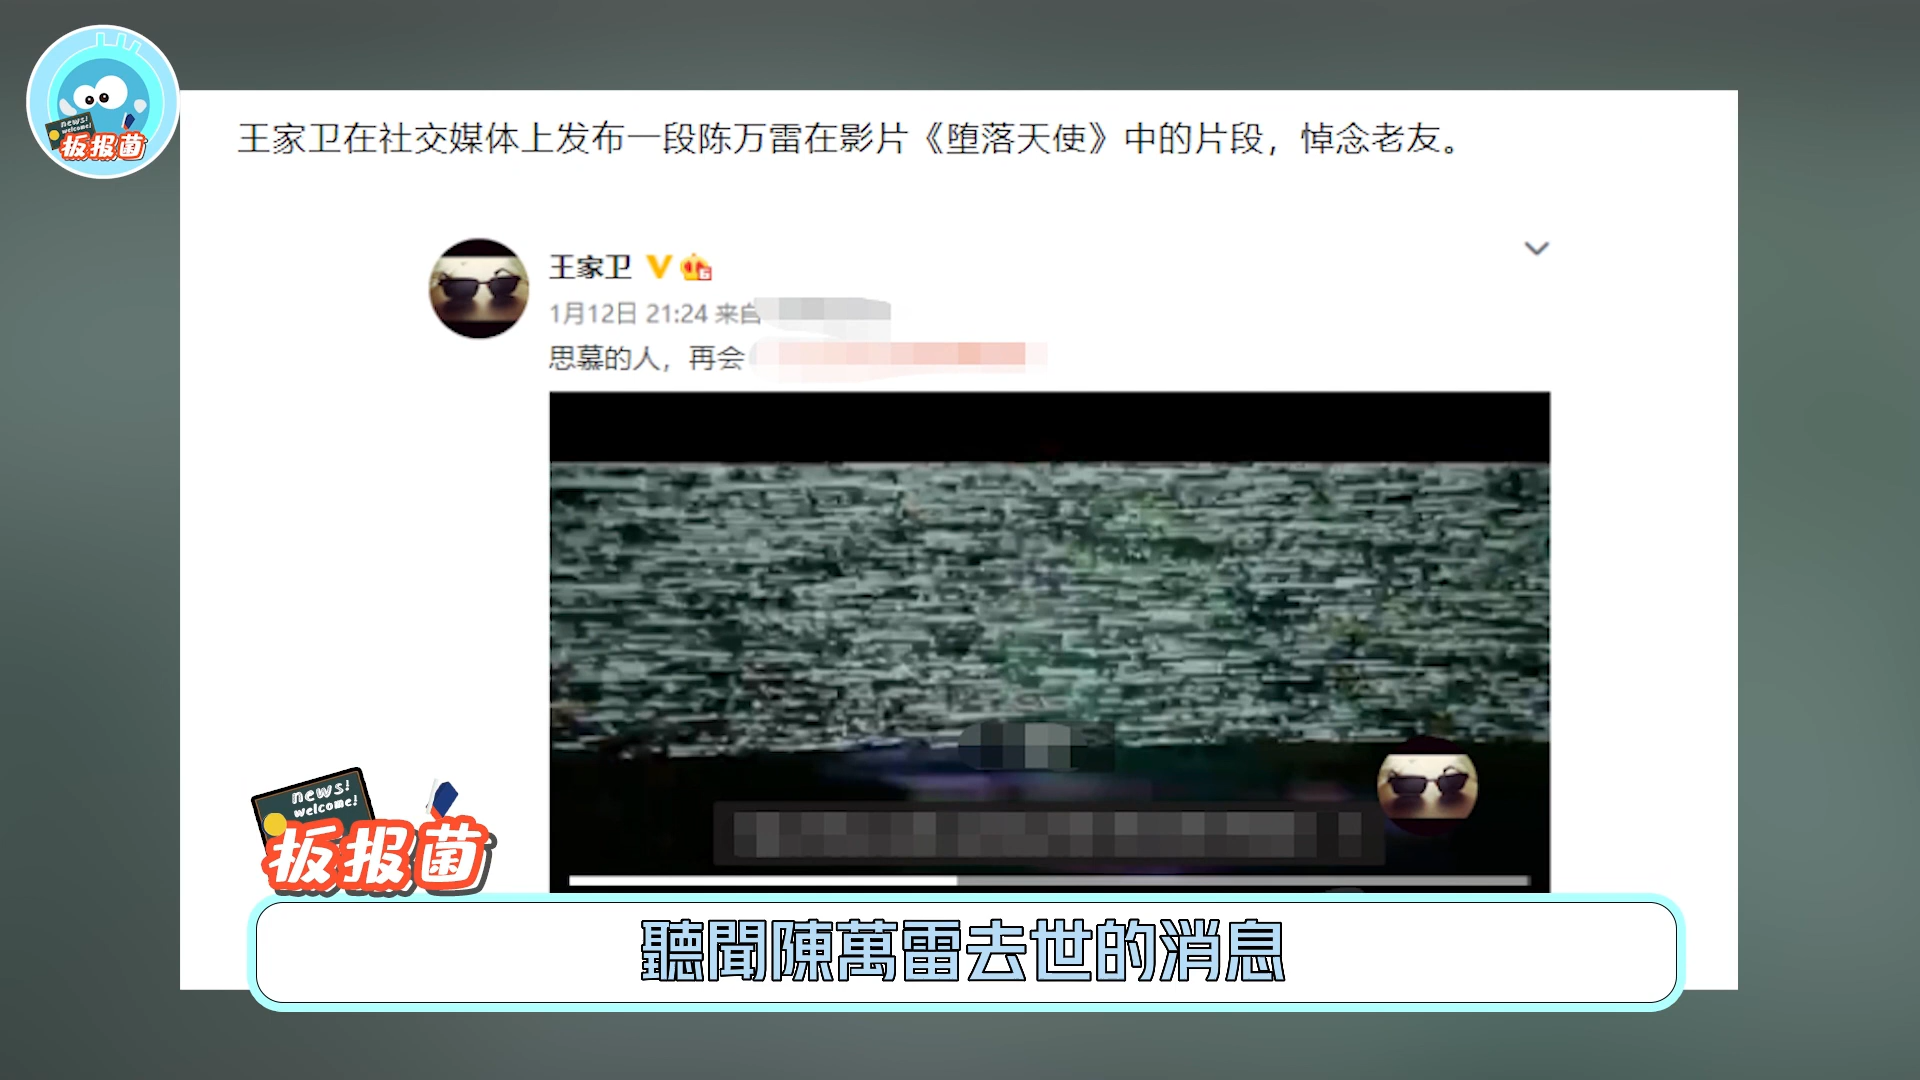 news!
welcome!
板报菌
王家卫在社交媒体上发布一段陈万雷在影片《堕落天使》中的片段，悼念老友。
王家卫
1月12日 21:24 来自
思慕的人，再会
news!
welcome!
板报菌
聽聞陳萬雷去世的消息